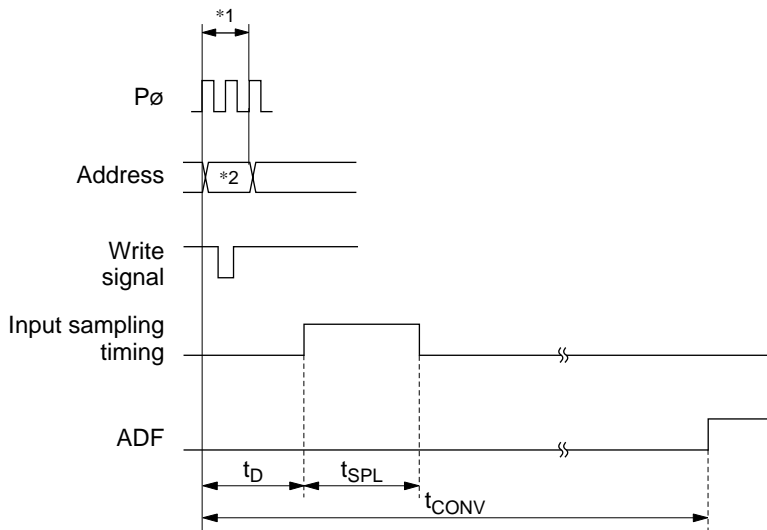 *1
Pø
Address
*2
Write
signal
Input sampling
timing
ADF
tD
tSPL
tCONV